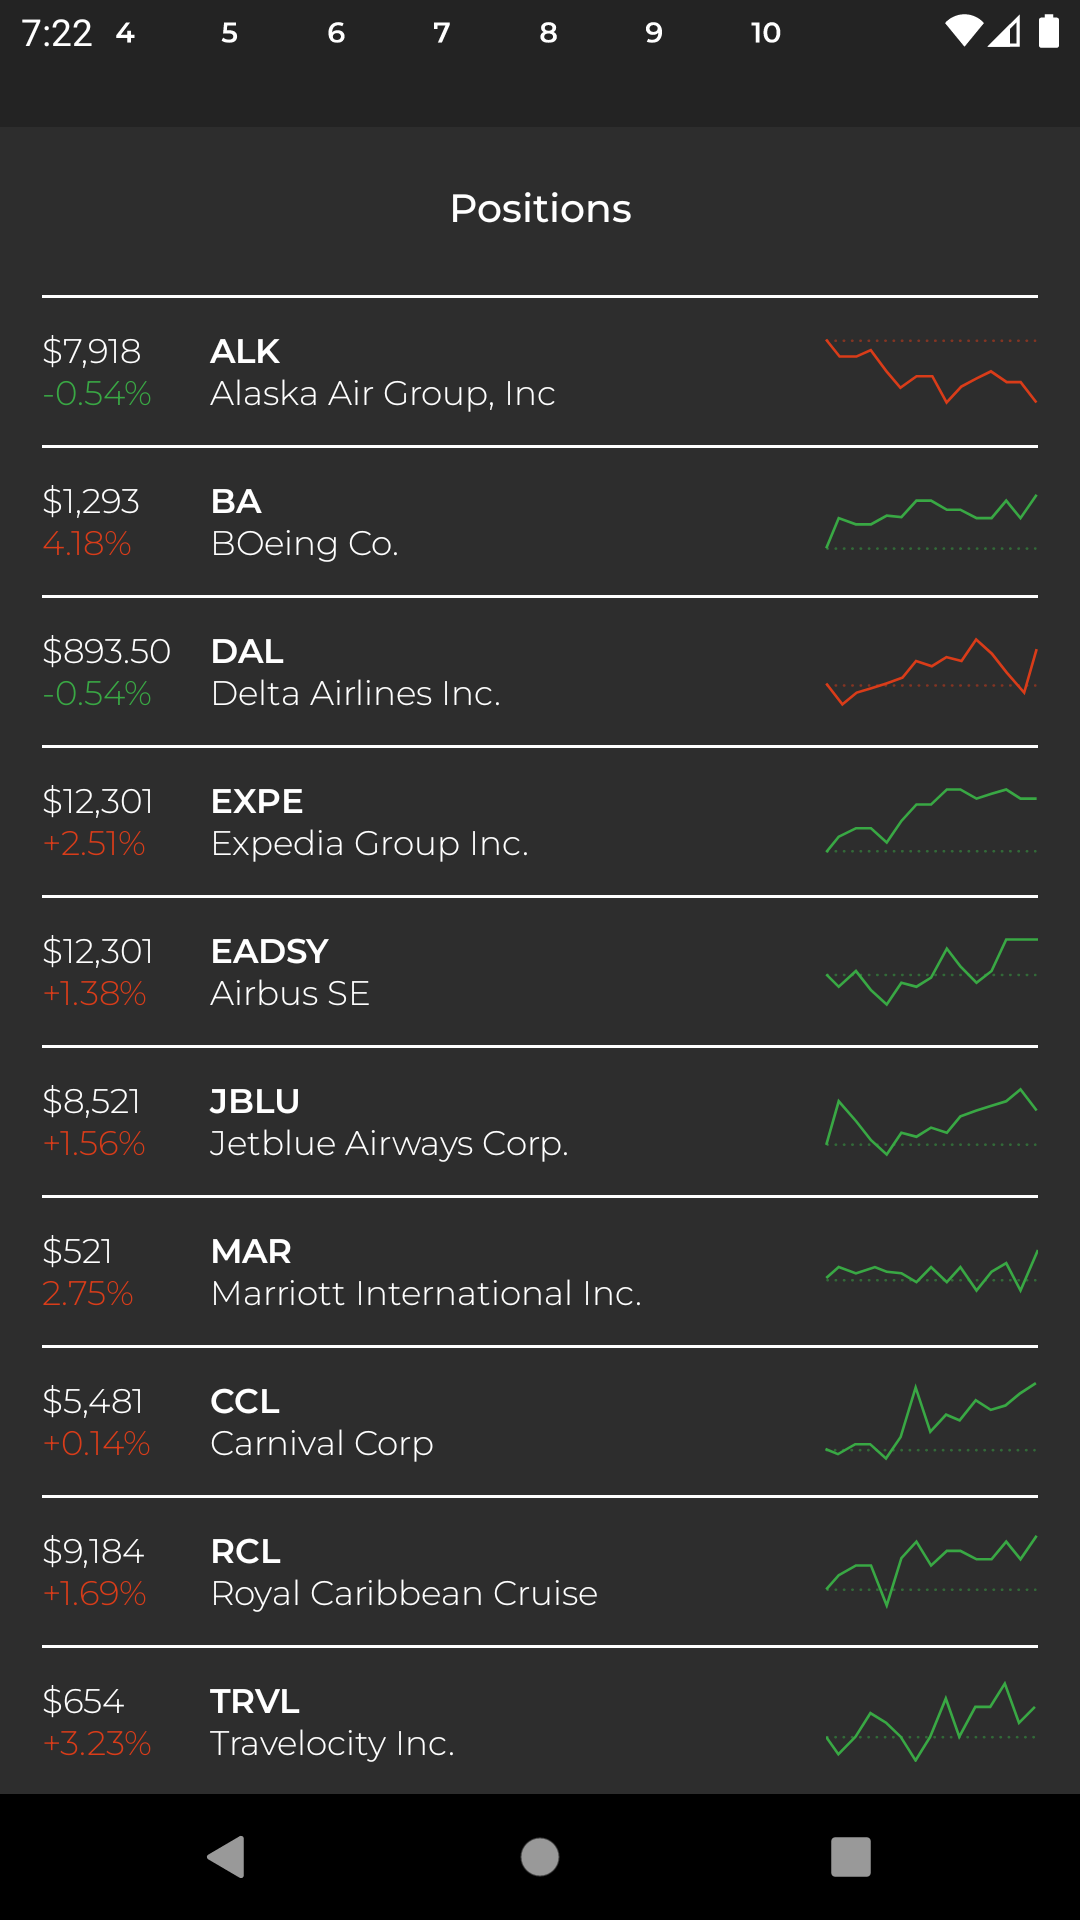 7:22 4 5 6 7 8 9 10
Positions
$7,918 ALK
-0.54% Alaska Air Group, Inc
$1,293 BA
4.18% BOeing Co.
$893.50 DAL
-0.54% Delta Airlines Inc.
$12,301 EXPE
+2.51% Expedia Group Inc.
$12,301 EADSY
+1.38% Airbus SE
$8,521 JBLU
+1.56% Jetblue Airways Corp.
$521 MAR
2.75% Marriott International Inc.
$5,481 CCL
+0.14% Carnival Corp
$9,184 RCL
+1.69% Royal Caribbean Cruise
$654 TRVL
+3.23% Travelocity Inc.